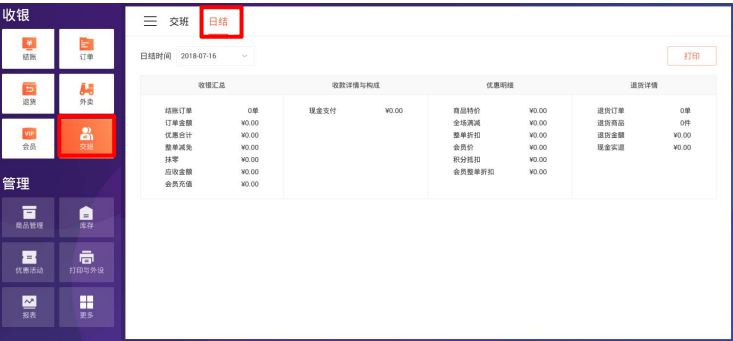 收银
结账
订单
退货
外卖
VIP
会员
交班
管理
商品管理
库存
优惠活动
打印与外设
报表
更多
交班 日结
日结时间 2018-07-16
打印
收银汇总 收款详情与构成 优惠明细 退货详情
结账订单 0单 现金支付 ¥0.00 商品特价 ¥0.00 退货订单 0单
订单金额 ¥0.00 全场满减 ¥0.00 退货商品 0件
优惠合计 ¥0.00 整单折扣 ¥0.00 退货金额 ¥0.00
整单减免 ¥0.00 会员价 ¥0.00 现金实退 ¥0.00
抹零 ¥0.00 积分抵扣 ¥0.00
应收金额 ¥0.00 会员整单折扣 ¥0.00
会员充值 ¥0.00